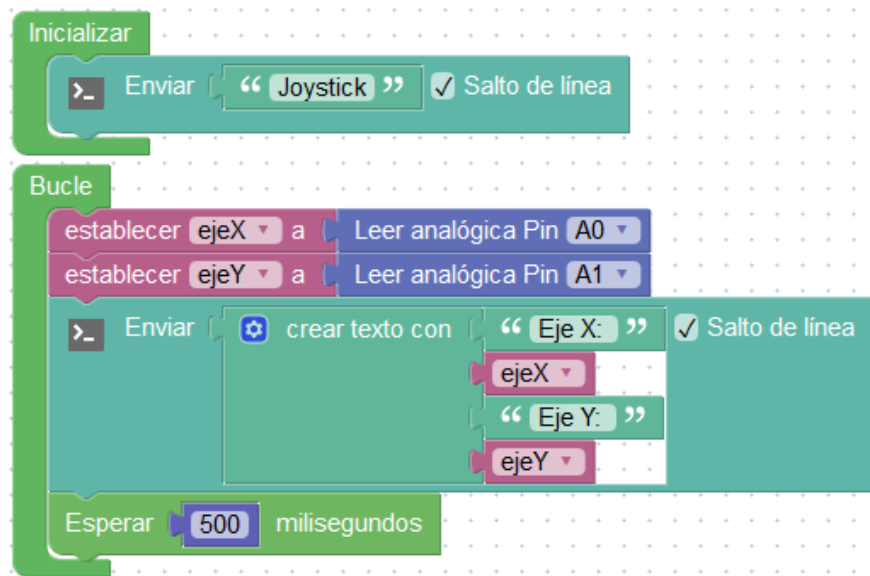 Inicializar
>_ Enviar “ Joystick ” Salto de línea
Bucle
establecer ejeX a Leer analógica Pin A0
establecer ejeY a Leer analógica Pin A1
>_ Enviar crear texto con “ Eje X: ” Salto de línea
ejeX
“ Eje Y: ”
ejeY
Esperar 500 milisegundos